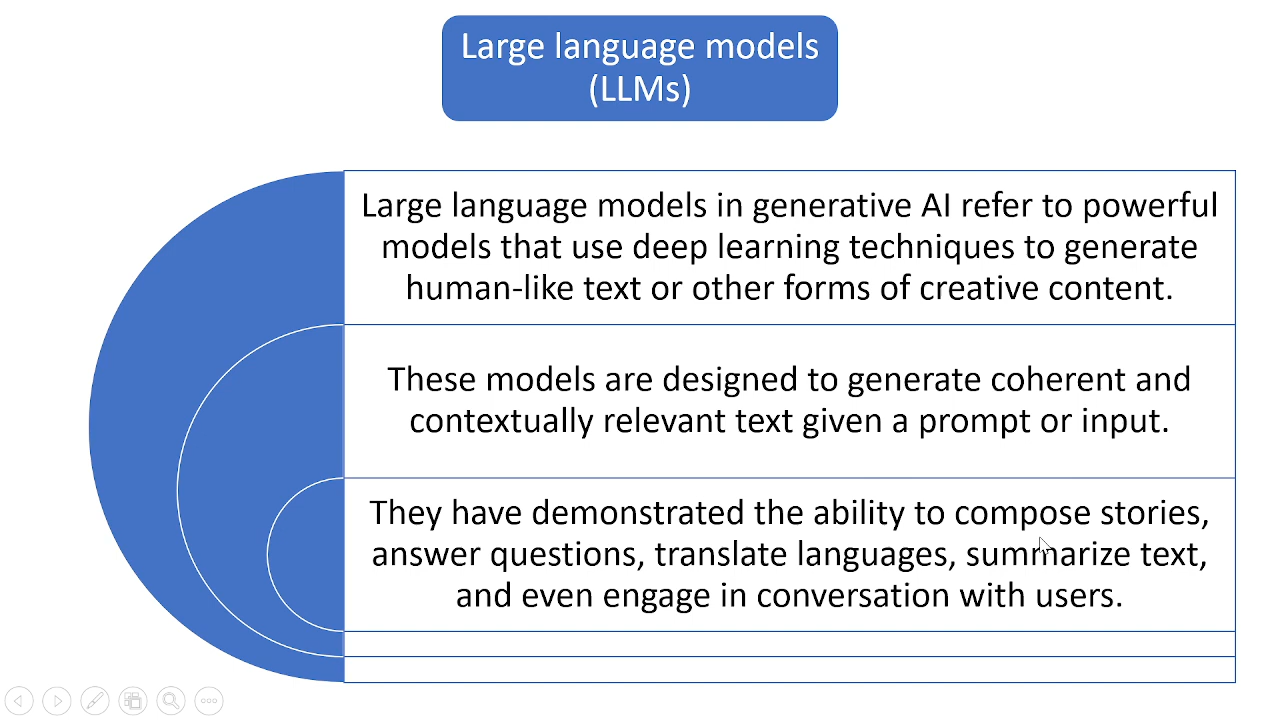 Large language models
(LLMs)
Large language models in generative AI refer to powerful
models that use deep learning techniques to generate
human-like text or other forms of creative content.
These models are designed to generate coherent and
contextually relevant text given a prompt or input.
They have demonstrated the ability to compose stories,
answer questions, translate languages, summarize text,
and even engage in conversation with users.